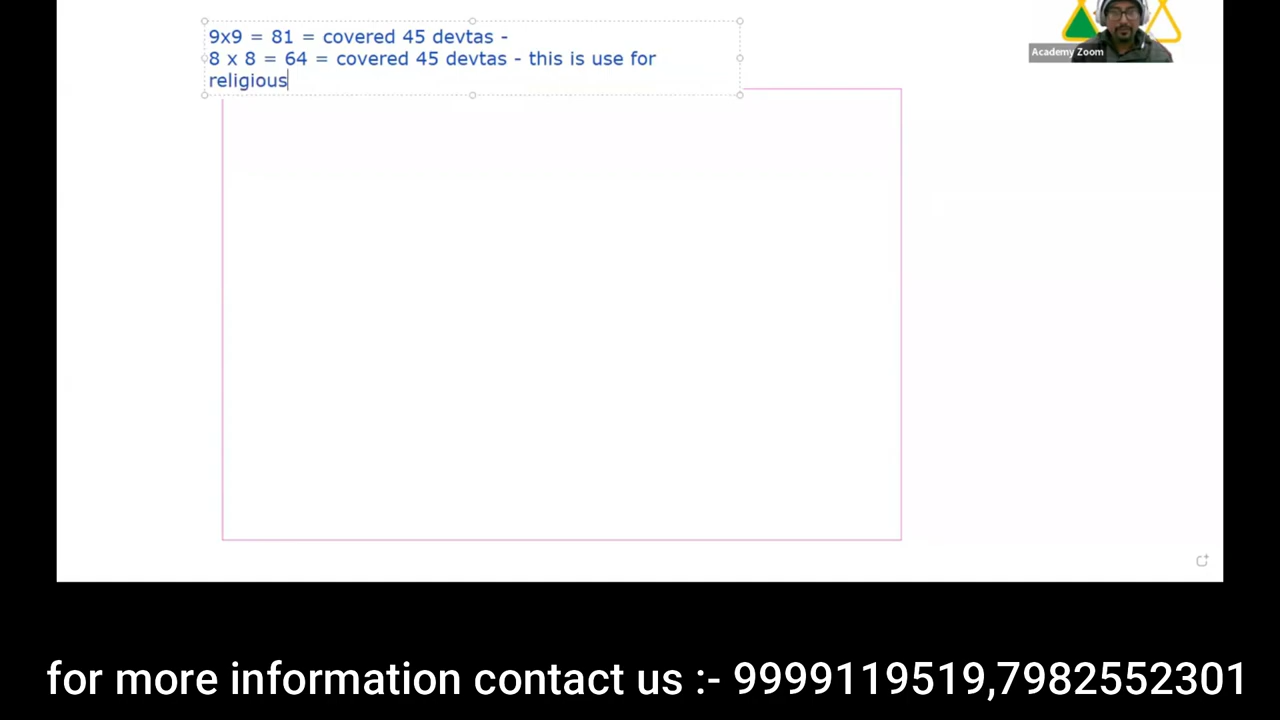 9x9 = 81 = covered 45 devtas -
8 x 8 = 64 = covered 45 devtas - this is use for
religious
Academy Zoom
for more information contact us :- 9999119519,7982552301